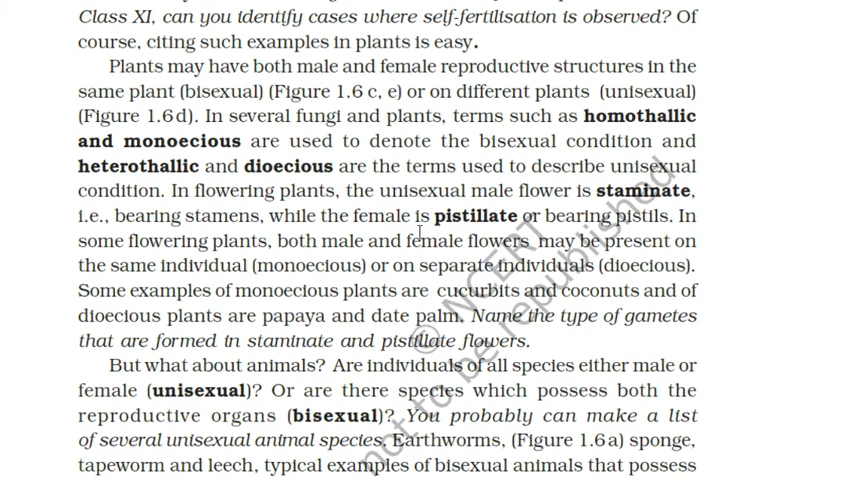 Class XI, can you identify cases where self-fertilisation is observed? Of
course, citing such examples in plants is easy.
Plants may have both male and female reproductive structures in the
same plant (bisexual) (Figure 1.6 c, e) or on different plants (unisexual)
(Figure 1.6 d). In several fungi and plants, terms such as homothallic
and monoecious are used to denote the bisexual condition and
heterothallic and dioecious are the terms used to describe unisexual
condition. In flowering plants, the unisexual male flower is staminate,
i.e., bearing stamens, while the female is pistillate or bearing pistils. In
some flowering plants, both male and female flowers may be present on
the same individual (monoecious) or on separate individuals (dioecious).
Some examples of monoecious plants are cucurbits and coconuts and of
dioecious plants are papaya and date palm. Name the type of gametes
that are formed in staminate and pistillate flowers.
But what about animals? Are individuals of all species either male or
female (unisexual)? Or are there species which possess both the
reproductive organs (bisexual)? You probably can make a list
of several unisexual animal species. Earthworms, (Figure 1.6 a) sponge,
tapeworm and leech, typical examples of bisexual animals that possess
© NCERT
not to be republished